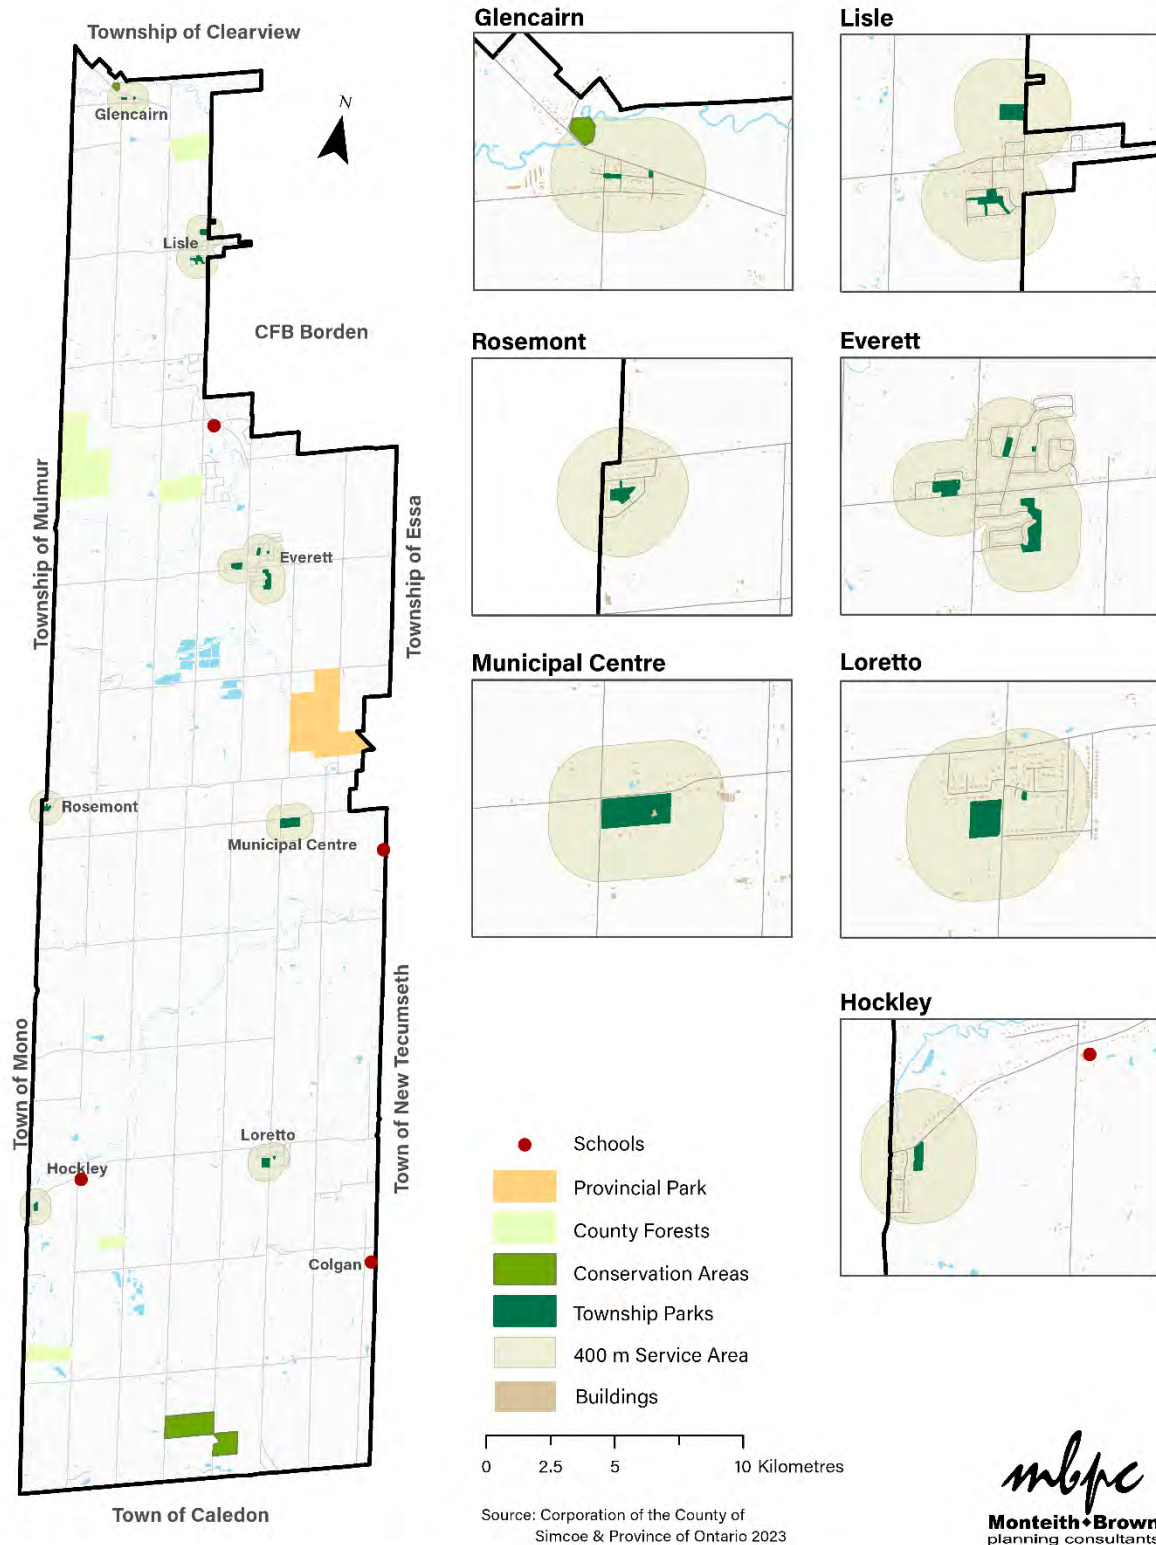 Township of Clearview
N
Glencairn
Lisle
CFB Borden
Township of Mulmur
Township of Essa
Everett
Rosemont
Municipal Centre
Town of Mono
Town of New Tecumseth
Loretto
Hockley
Colgan
Town of Caledon
Glencairn
Lisle
Rosemont
Everett
Municipal Centre
Loretto
Hockley
Schools
Provincial Park
County Forests
Conservation Areas
Township Parks
400 m Service Area
Buildings
0 2.5 5 10 Kilometres
Source: Corporation of the County of
Simcoe & Province of Ontario 2023
mbpc
Monteith Brown
planning consultants